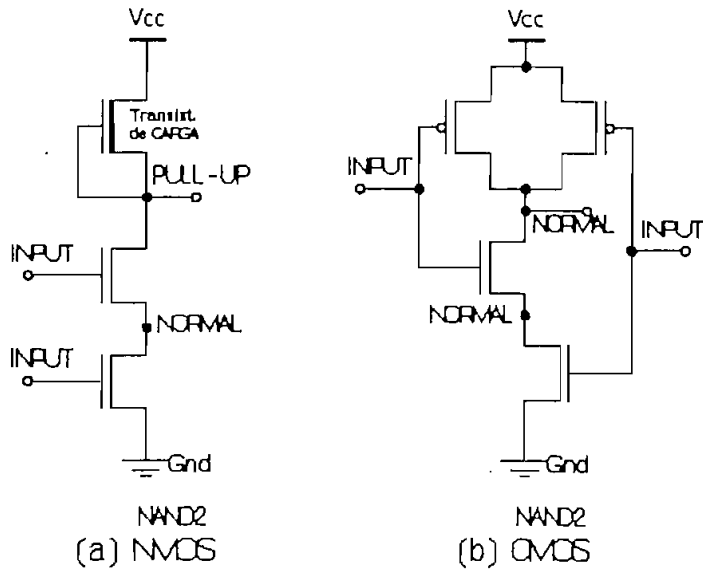 Vcc
Transist.
de CARGA
PULL-UP
INPUT
NORMAL
INPUT
Gnd
NAND2
(a) NMOS
Vcc
INPUT
NORMAL
INPUT
NORMAL
Gnd
NAND2
(b) CMOS